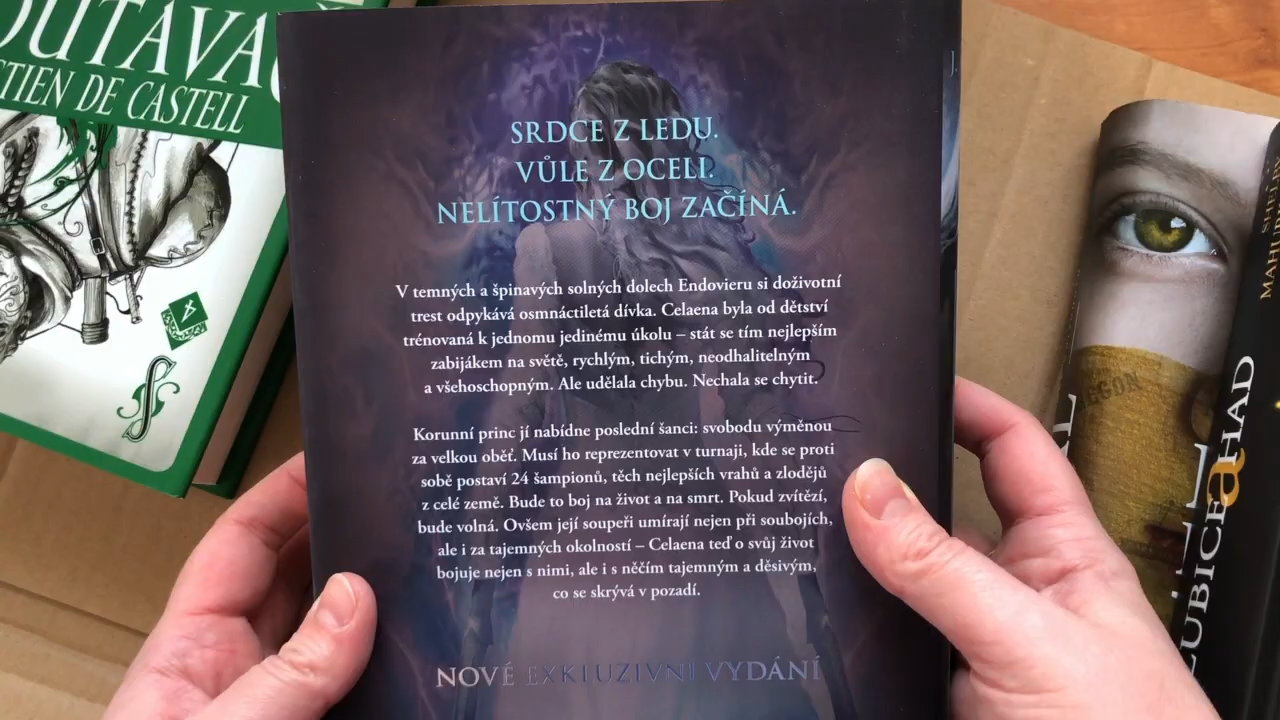 DE CASTELL
SRDCE Z LEDU.
VŮLE Z OCELI.
NELÍTOSTNÝ BOJ ZAČÍNÁ.
V temných a špinavých solných dolech Endovieru si doživotní
trest odpykává osmnáctiletá dívka. Celaena byla od dětství
trénovaná k jednomu jedinému úkolu – stát se tím nejlepším
zabijákem na světě, rychlým, tichým, neodhalitelným
a všehoschopným. Ale udělala chybu. Nechala se chytit.
Korunní princ jí nabídne poslední šanci: svobodu výměnou
za velkou oběť. Musí ho reprezentovat v turnaji, kde se proti
sobě postaví 24 šampionů, těch nejlepších vrahů a zlodějů
z celé země. Bude to boj na život a na smrt. Pokud zvítězí,
bude volná. Ovšem její soupeři umírají nejen při soubojích,
ale i za tajemných okolností – Celaena teď o svůj život
bojuje nejen s nimi, ale i s něčím tajemným a děsivým,
co se skrývá v pozadí.
NOVÉ EXKLUZIVNÍ VYDÁNÍ
a HAD